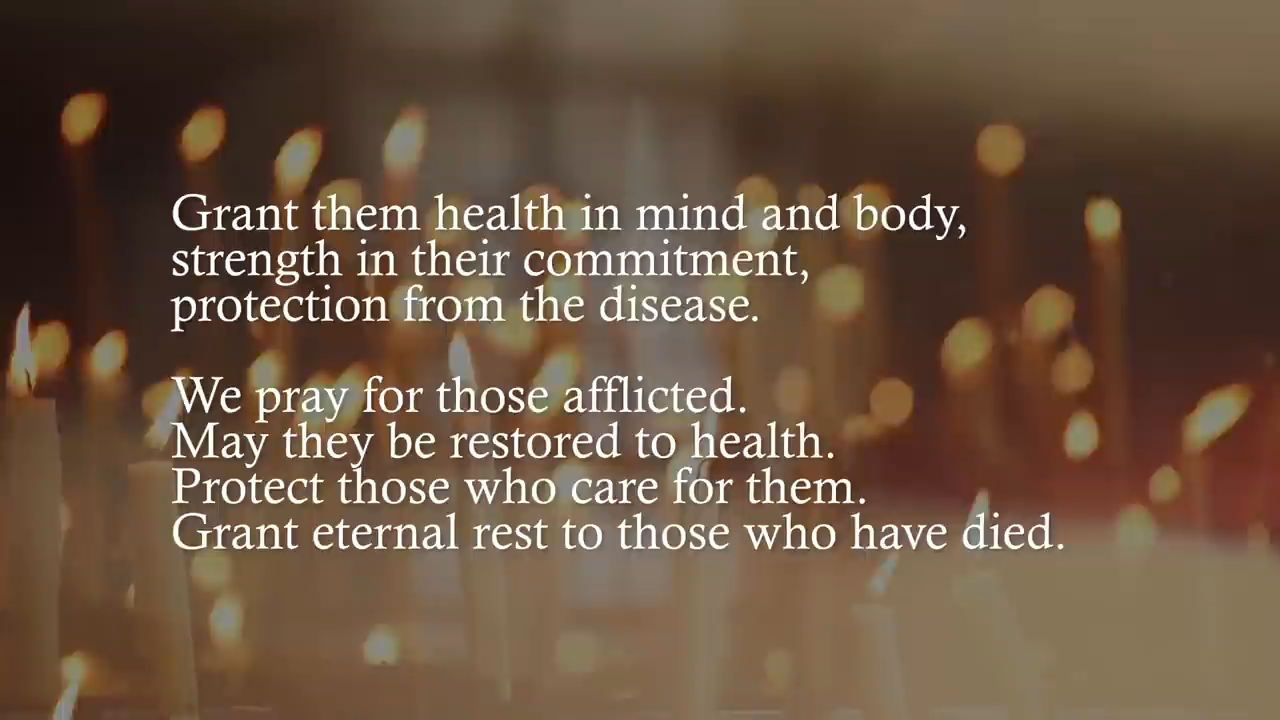 Grant them health in mind and body,
strength in their commitment,
protection from the disease.
We pray for those afflicted.
May they be restored to health.
Protect those who care for them.
Grant eternal rest to those who have died.